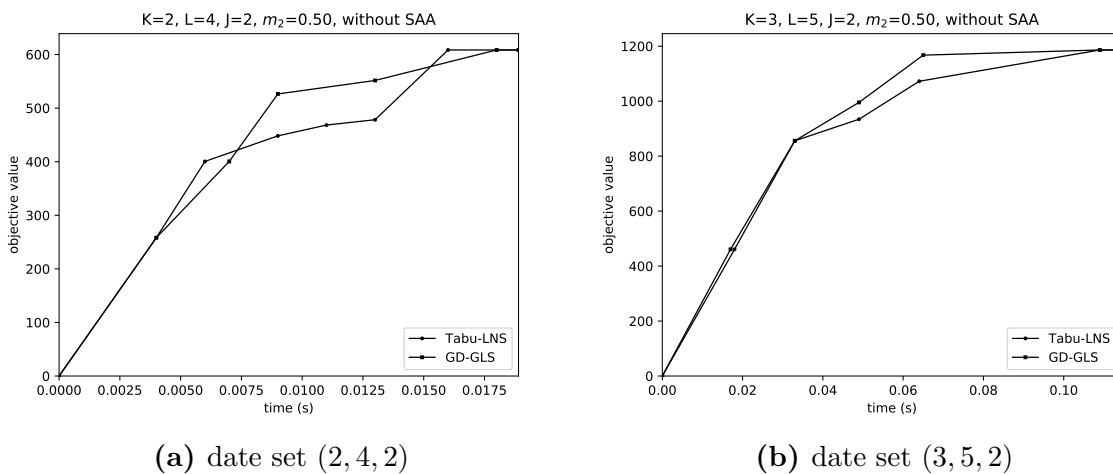 K=2, L=4, J=2, m₂=0.50, without SAA
600
500
400
300
200
100
0
objective value
0.0000 0.0025 0.0050 0.0075 0.0100 0.0125 0.0150 0.0175
time (s)
Tabu-LNS
GD-GLS
(a) date set (2, 4, 2)
K=3, L=5, J=2, m₂=0.50, without SAA
1200
1000
800
600
400
200
0
objective value
0.00 0.02 0.04 0.06 0.08 0.10
time (s)
Tabu-LNS
GD-GLS
(b) date set (3, 5, 2)